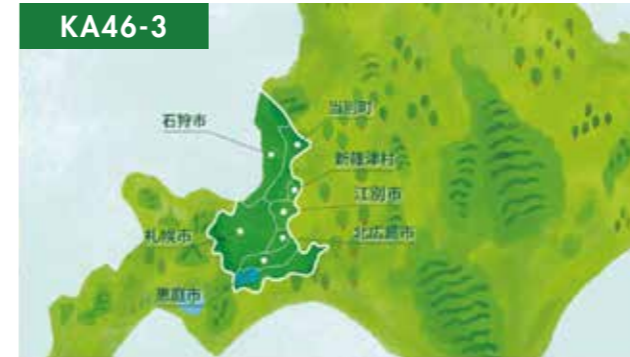 KA46-3
石狩市
当別町
新篠津村
江別市
札幌市
北広島市
恵庭市